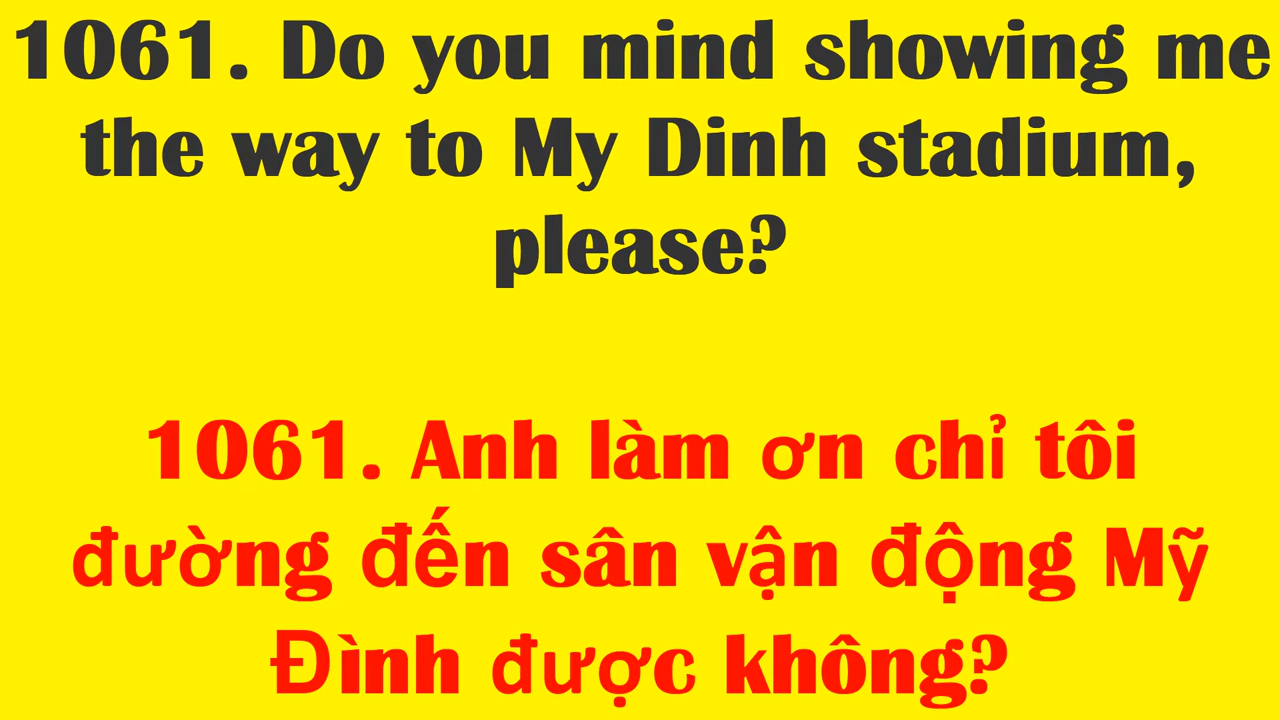 1061. Do you mind showing me
the way to My Dinh stadium,
please?
1061. Anh làm ơn chỉ tôi
đường đến sân vận động Mỹ
Đình được không?